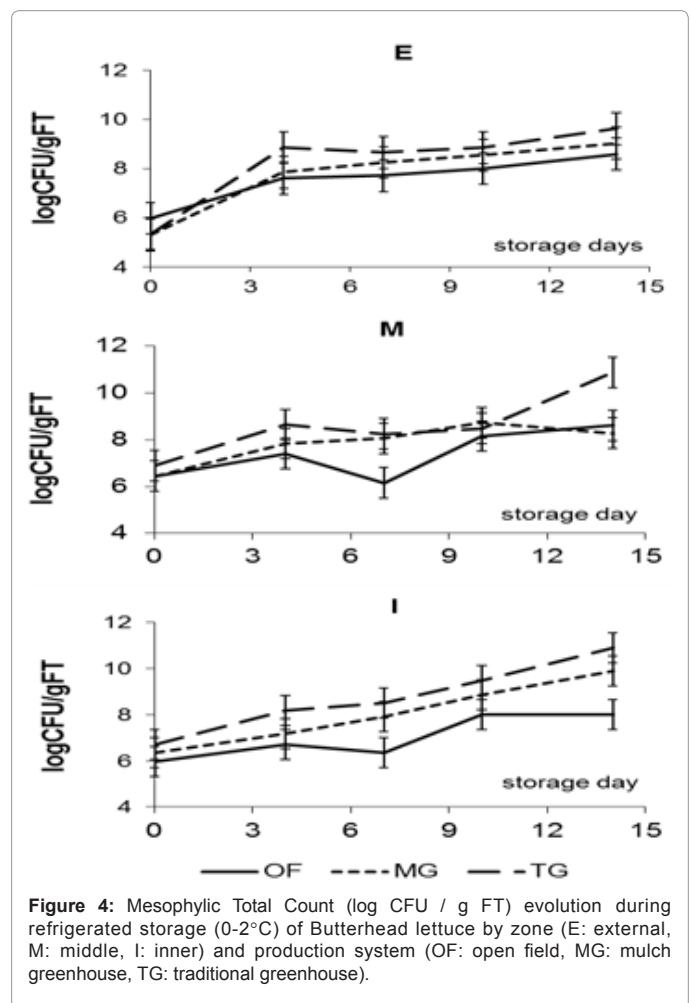 E
12
10
8
6
4
logCFU/gFT
storage days
0 3 6 9 12 15
M
12
10
8
6
4
logCFU/gFT
storage day
0 3 6 9 12 15
I
12
10
8
6
4
logCFU/gFT
storage day
0 3 6 9 12 15
OF MG TG
Figure 4: Mesophylic Total Count (log CFU / g FT) evolution during
refrigerated storage (0-2°C) of Butterhead lettuce by zone (E: external,
M: middle, I: inner) and production system (OF: open field, MG: mulch
greenhouse, TG: traditional greenhouse).